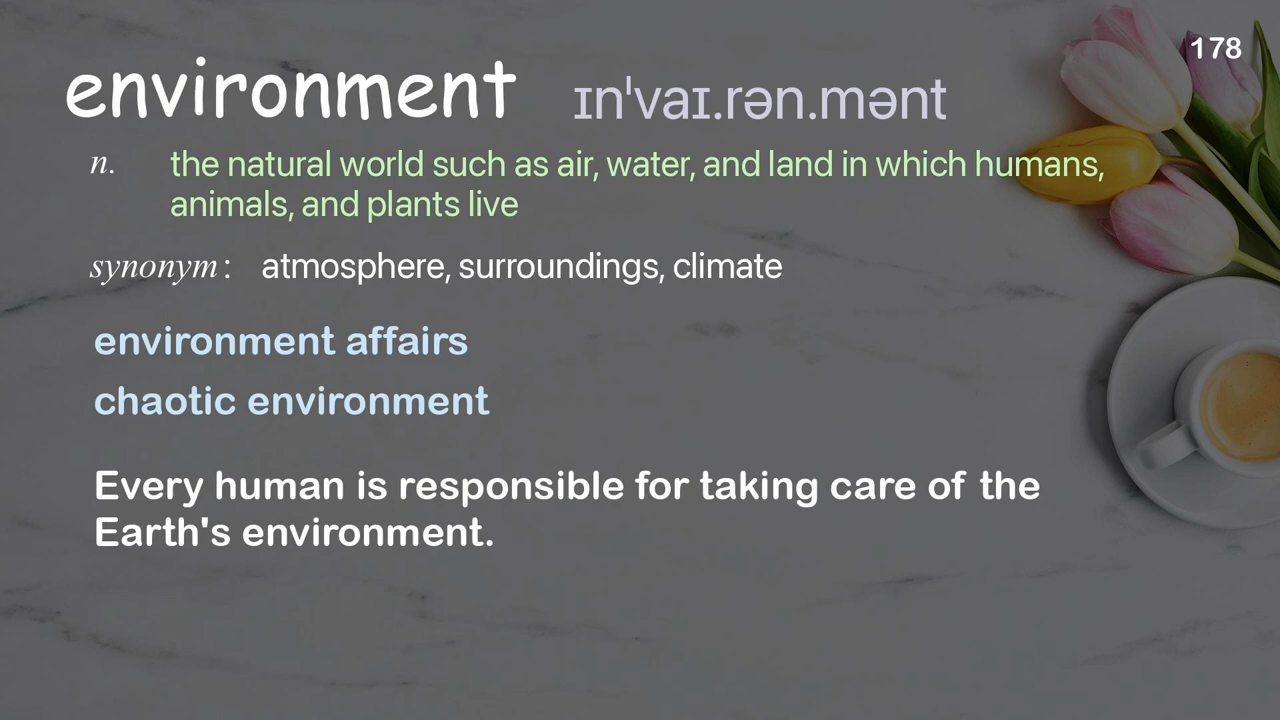 178
environment ɪnˈvaɪ.rən.mənt
n. the natural world such as air, water, and land in which humans,
animals, and plants live
synonym: atmosphere, surroundings, climate
environment affairs
chaotic environment
Every human is responsible for taking care of the
Earth's environment.